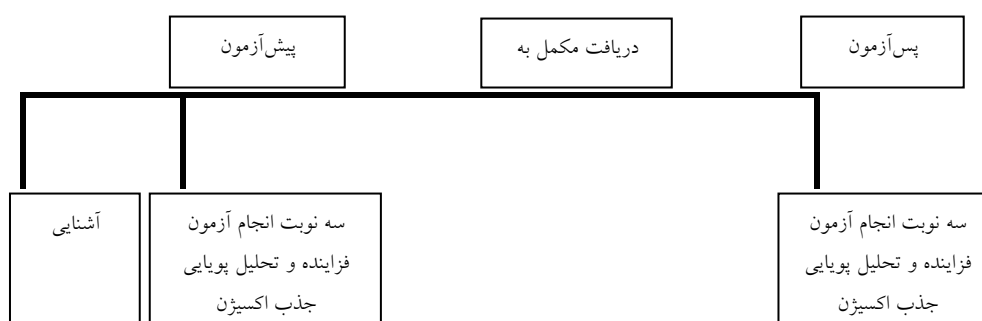 پیش‌آزمون
دریافت مکمل به
پس‌آزمون
آشنایی
سه نوبت انجام آزمون
فزاینده و تحلیل پویایی
جذب اکسیژن
سه نوبت انجام آزمون
فزاینده و تحلیل پویایی
جذب اکسیژن